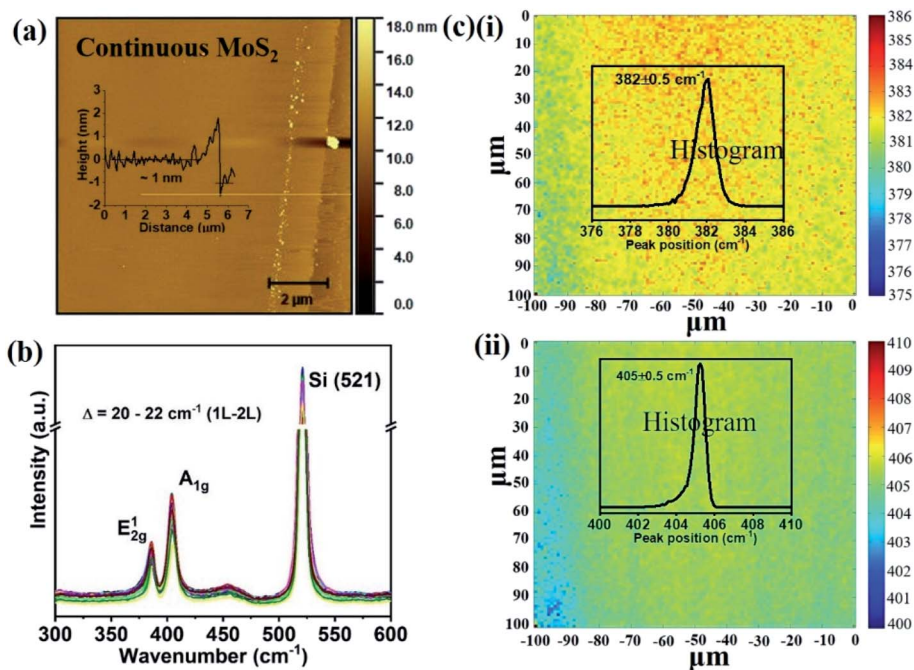 (a)
Continuous MoS₂
Height (nm)
3
2
1
0
-1
-2
~ 1 nm
0 1 2 3 4 5 6 7
Distance (µm)
2 µm
18.0 nm
16.0
14.0
12.0
10.0
8.0
6.0
4.0
0.0
(b)
Intensity (a.u.)
Δ = 20 - 22 cm⁻¹ (1L-2L)
Si (521)
A₁g
E¹₂g
300 350 400 450 500 550 600
Wavenumber (cm⁻¹)
(c)(i)
µm
0
10
20
30
40
50
60
70
80
90
100
382±0.5 cm⁻¹
Histogram
376 378 380 382 384 386
Peak position (cm⁻¹)
-100 -90 -80 -70 -60 -50 -40 -30 -20 -10 0
µm
386
385
384
383
382
381
380
379
378
377
376
375
(ii)
µm
0
10
20
30
40
50
60
70
80
90
100
405±0.5 cm⁻¹
Histogram
400 402 404 406 408 410
Peak position (cm⁻¹)
-100 -90 -80 -70 -60 -50 -40 -30 -20 -10 0
µm
410
409
408
407
406
405
404
403
402
401
400